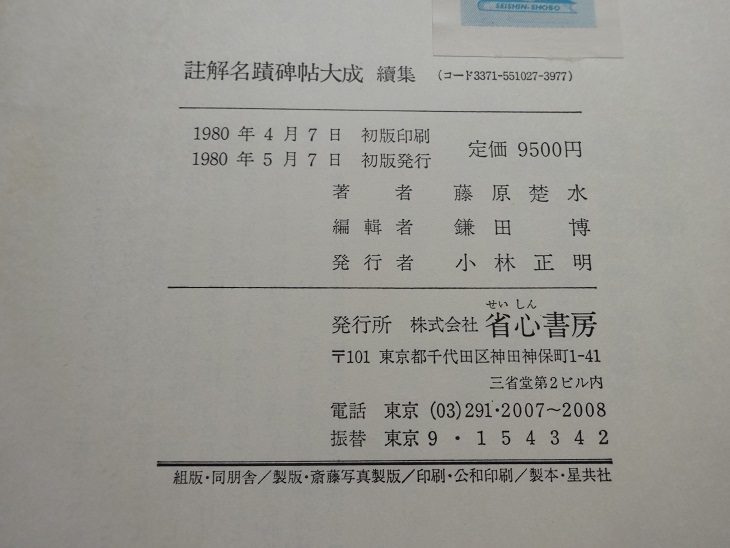 SEISHIN-SHOBO
註解名蹟碑帖大成 續集 (コード3371-551027-3977)
1980 年 4 月 7 日 初版印刷
1980 年 5 月 7 日 初版発行
定価 9500円
著 者 藤 原 楚 水
編 輯 者 鎌 田 博
発 行 者 小 林 正 明
せい しん
発行所 株式会社 省心書房
〒101 東京都千代田区神田神保町1-41
三省堂第2ビル内
電話 東京 (03) 291・2007〜2008
振替 東京 9・154342
組版・同朋舎/製版・斎藤写真製版/印刷・公和印刷/製本・星共社